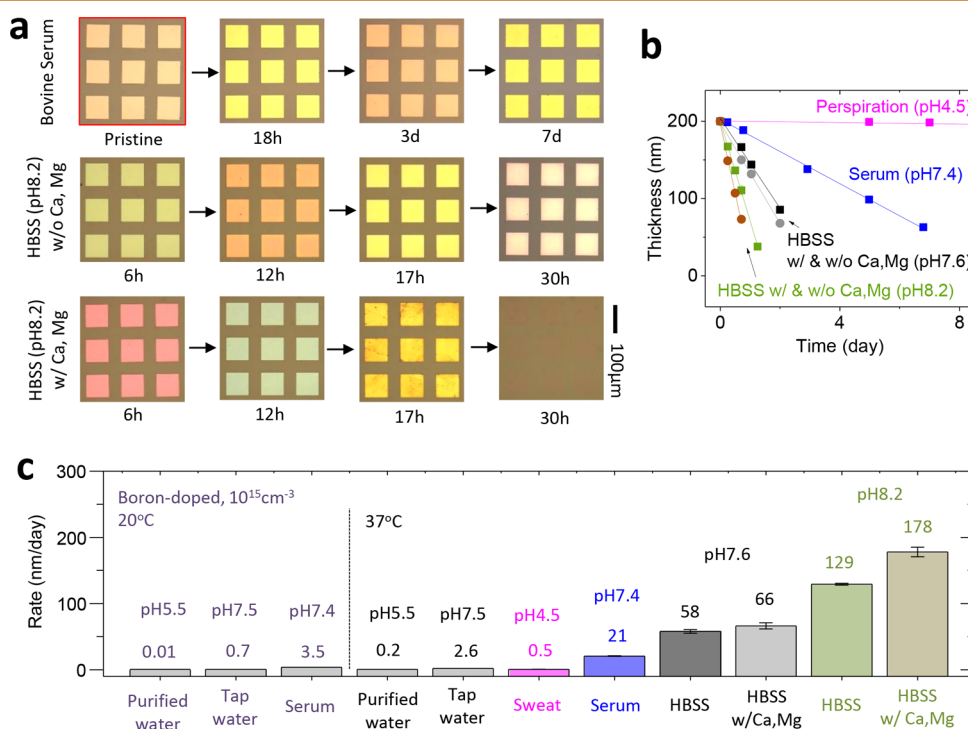 a
Bovine Serum
Pristine
18h
3d
7d
HBSS (pH8.2)
w/o Ca, Mg
6h
12h
17h
30h
HBSS (pH8.2)
w/ Ca, Mg
6h
12h
17h
30h
100μm
b
Thickness (nm)
200
100
0
Perspiration (pH4.5)
Serum (pH7.4)
HBSS
w/ & w/o Ca,Mg (pH7.6)
HBSS w/ & w/o Ca,Mg (pH8.2)
0
4
8
Time (day)
c
Rate (nm/day)
300
200
100
0
Boron-doped, 10¹⁵cm⁻³
20°C
37°C
pH5.5
pH7.5
pH7.4
pH5.5
pH7.5
pH4.5
pH7.4
pH7.6
pH8.2
0.01
0.7
3.5
0.2
2.6
0.5
21
58
66
129
178
Purified
water
Tap
water
Serum
Purified
water
Tap
water
Sweat
Serum
HBSS
HBSS
w/Ca,Mg
HBSS
HBSS
w/ Ca,Mg